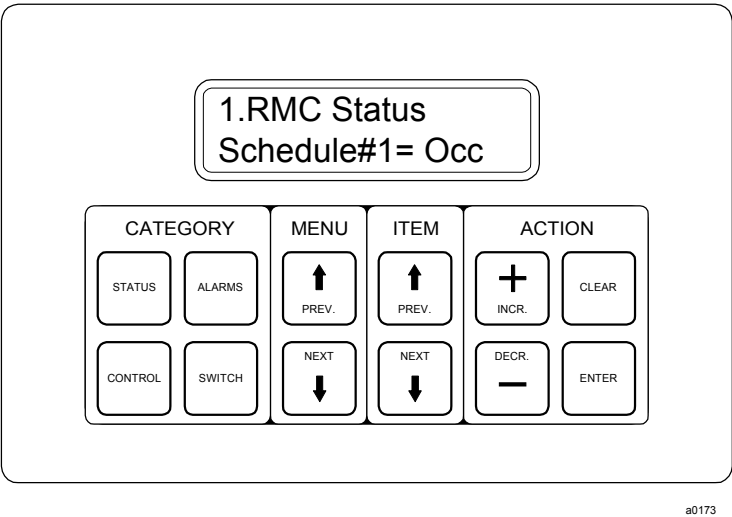 1.RMC Status
Schedule#1= Occ
CATEGORY MENU ITEM ACTION
STATUS ALARMS PREV. PREV. INCR. CLEAR
CONTROL SWITCH NEXT NEXT DECR. ENTER
a0173